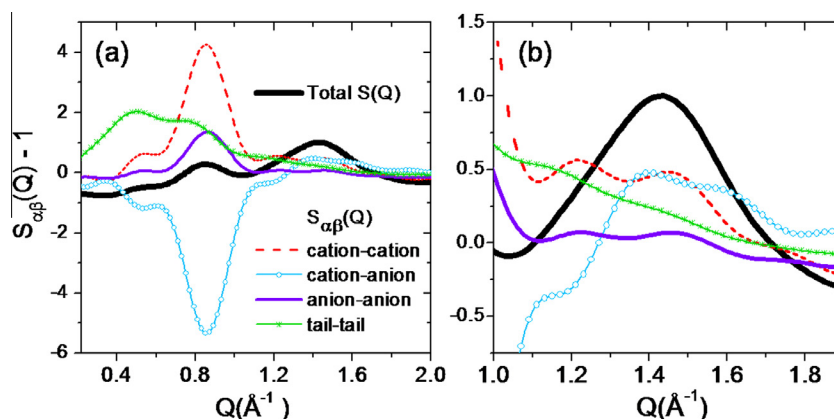 (a)
Total S(Q)
S_αβ(Q)
cation-cation
cation-anion
anion-anion
tail-tail
S_αβ(Q) - 1
4
2
0
-2
-4
-6
0.4
0.8
1.2
1.6
2.0
Q(Å⁻¹)
(b)
1.5
1.0
0.5
0.0
-0.5
1.0
1.2
1.4
1.6
1.8
Q(Å⁻¹)